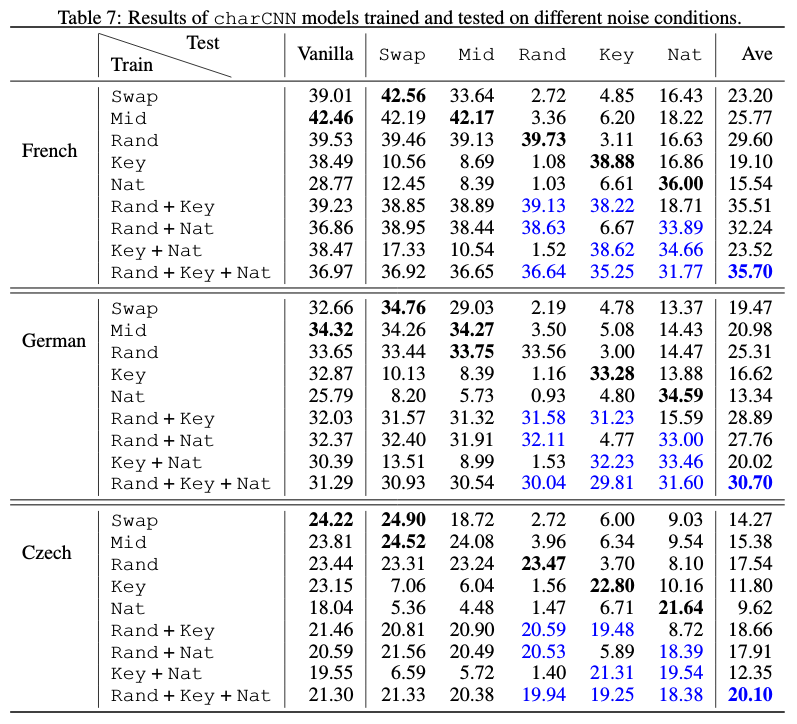 Table 7: Results of charCNN models trained and tested on different noise conditions.
Test
Train Vanilla Swap Mid Rand Key Nat Ave
French
Swap 39.01 42.56 33.64 2.72 4.85 16.43 23.20
Mid 42.46 42.19 42.17 3.36 6.20 18.22 25.77
Rand 39.53 39.46 39.13 39.73 3.11 16.63 29.60
Key 38.49 10.56 8.69 1.08 38.88 16.86 19.10
Nat 28.77 12.45 8.39 1.03 6.61 36.00 15.54
Rand + Key 39.23 38.85 38.89 39.13 38.22 18.71 35.51
Rand + Nat 36.86 38.95 38.44 38.63 6.67 33.89 32.24
Key + Nat 38.47 17.33 10.54 1.52 38.62 34.66 23.52
Rand + Key + Nat 36.97 36.92 36.65 36.64 35.25 31.77 35.70
German
Swap 32.66 34.76 29.03 2.19 4.78 13.37 19.47
Mid 34.32 34.26 34.27 3.50 5.08 14.43 20.98
Rand 33.65 33.44 33.75 33.56 3.00 14.47 25.31
Key 32.87 10.13 8.39 1.16 33.28 13.88 16.62
Nat 25.79 8.20 5.73 0.93 4.80 34.59 13.34
Rand + Key 32.03 31.57 31.32 31.58 31.23 15.59 28.89
Rand + Nat 32.37 32.40 31.91 32.11 4.77 33.00 27.76
Key + Nat 30.39 13.51 8.99 1.53 32.23 33.46 20.02
Rand + Key + Nat 31.29 30.93 30.54 30.04 29.81 31.60 30.70
Czech
Swap 24.22 24.90 18.72 2.72 6.00 9.03 14.27
Mid 23.81 24.52 24.08 3.96 6.34 9.54 15.38
Rand 23.44 23.31 23.24 23.47 3.70 8.10 17.54
Key 23.15 7.06 6.04 1.56 22.80 10.16 11.80
Nat 18.04 5.36 4.48 1.47 6.71 21.64 9.62
Rand + Key 21.46 20.81 20.90 20.59 19.48 8.72 18.66
Rand + Nat 20.59 21.56 20.49 20.53 5.89 18.39 17.91
Key + Nat 19.55 6.59 5.72 1.40 21.31 19.54 12.35
Rand + Key + Nat 21.30 21.33 20.38 19.94 19.25 18.38 20.10